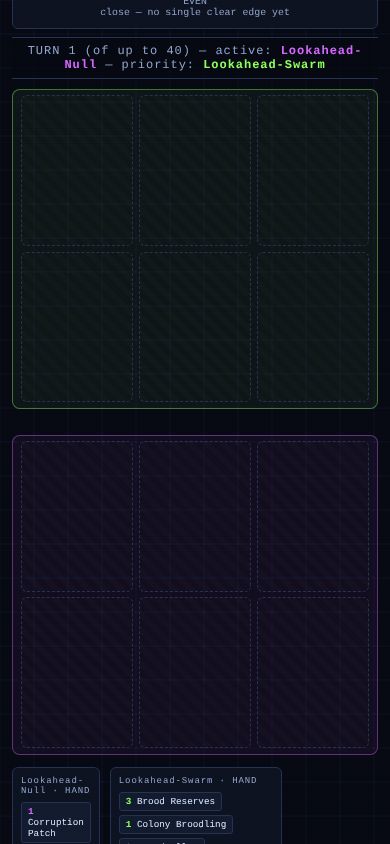 close — no single clear edge yet
TURN 1 (of up to 40) — active: Lookahead-
Null — priority: Lookahead-Swarm
Lookahead-
Null · HAND
1
Corruption
Patch
Lookahead-Swarm · HAND
3 Brood Reserves
1 Colony Broodling